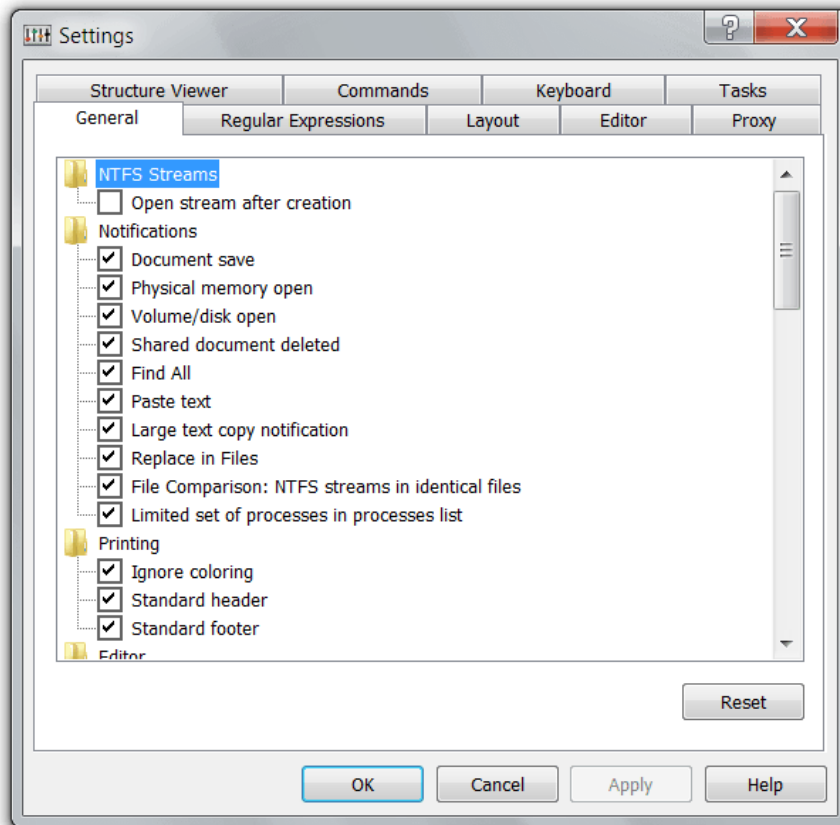 Settings
Structure Viewer Commands Keyboard Tasks
General Regular Expressions Layout Editor Proxy
NTFS Streams
Open stream after creation
Notifications
Document save
Physical memory open
Volume/disk open
Shared document deleted
Find All
Paste text
Large text copy notification
Replace in Files
File Comparison: NTFS streams in identical files
Limited set of processes in processes list
Printing
Ignore coloring
Standard header
Standard footer
Editor
Reset
OK Cancel Apply Help